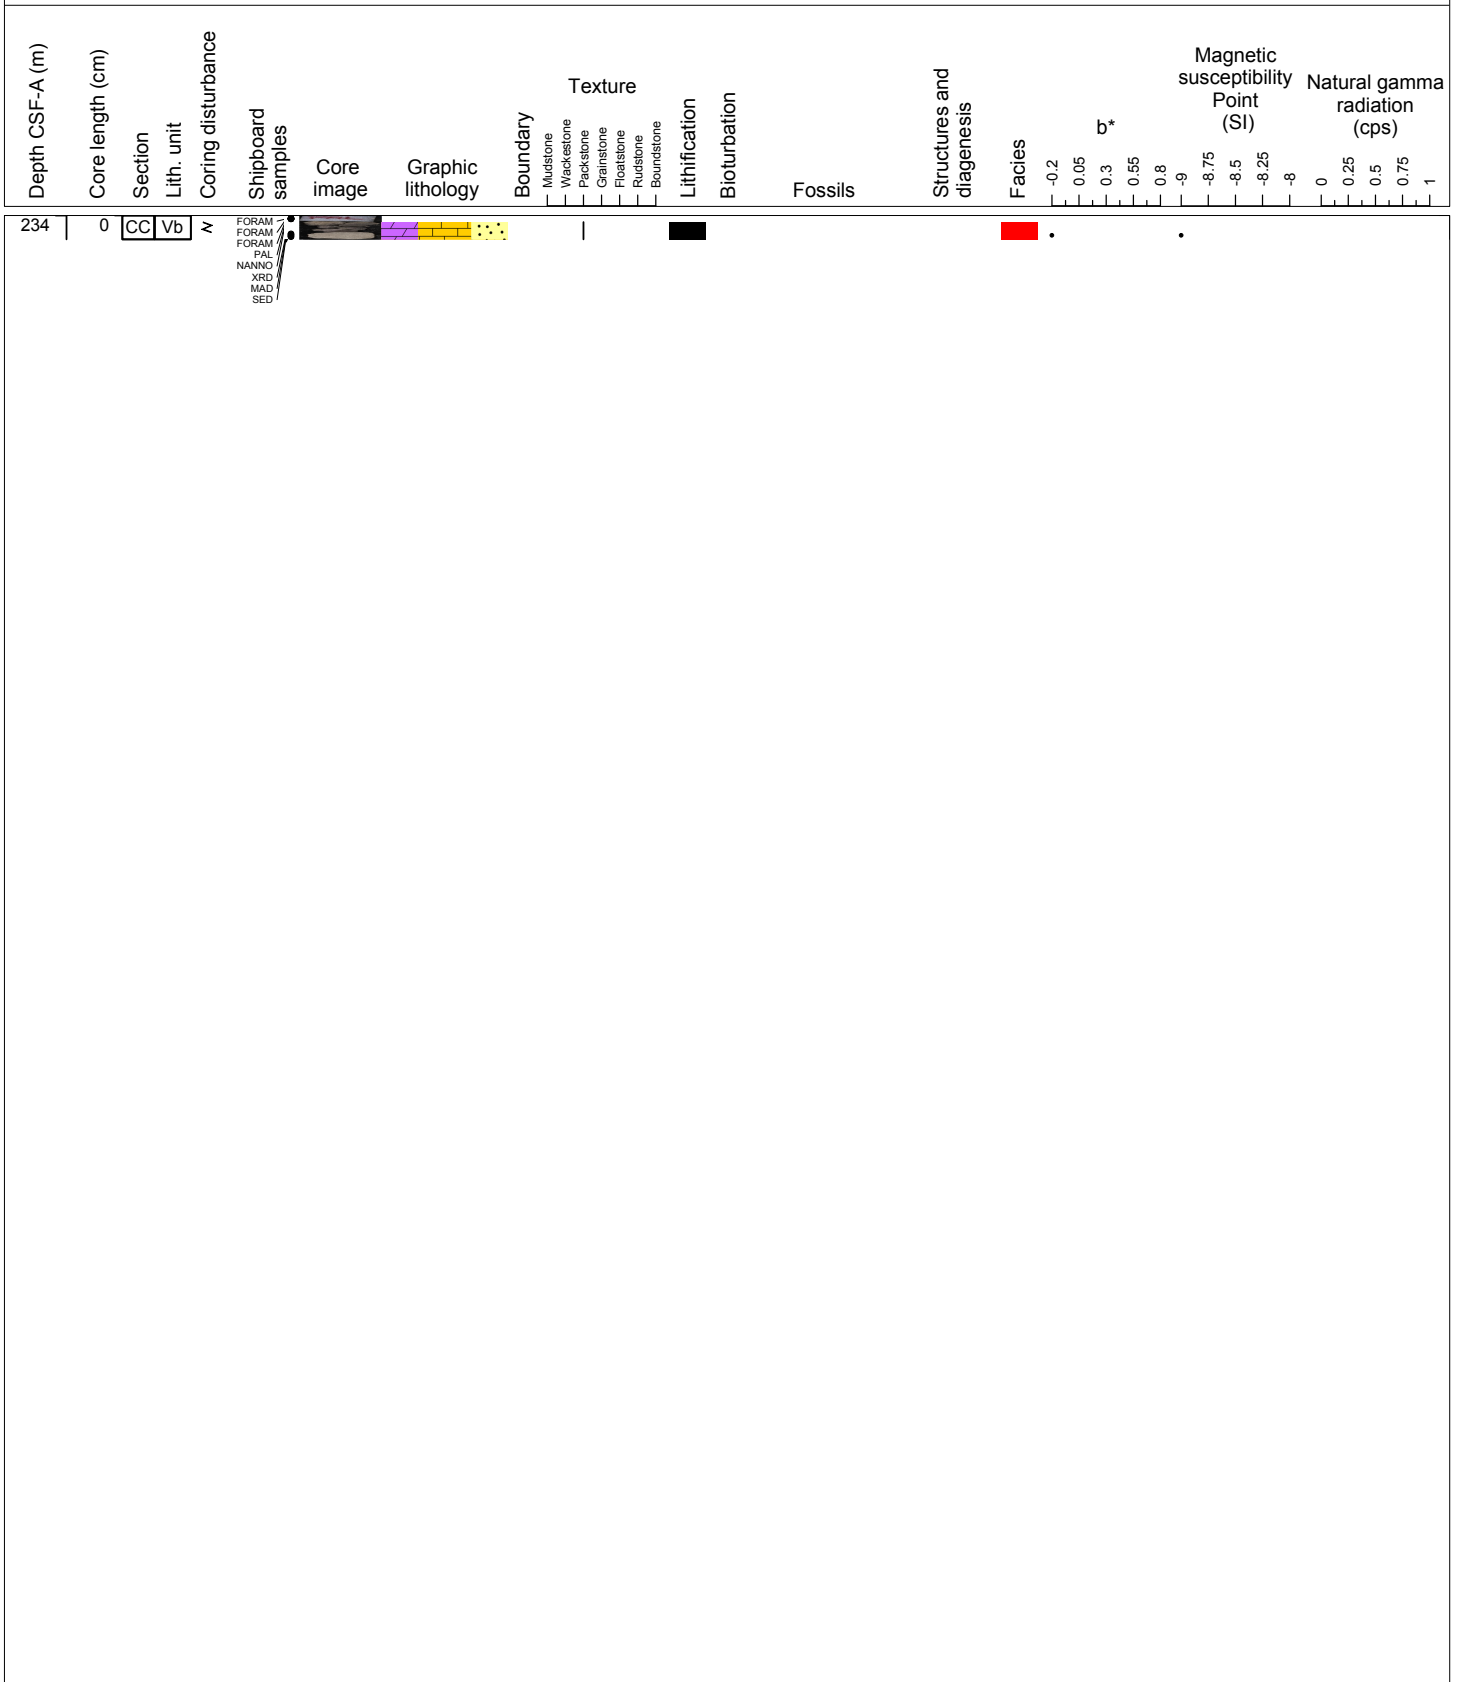 Depth CSF-A (m)
Core length (cm)
Section
Lith. unit
Coring disturbance
Shipboard
samples
Core
image
Graphic
lithology
Boundary
Texture
Mudstone
Wackestone
Packstone
Grainstone
Floatstone
Rudstone
Boundstone
Lithification
Bioturbation
Fossils
Structures and
diagenesis
Facies
b*
-0.2
0.05
0.3
0.55
0.8
Magnetic
susceptibility
Point
(SI)
-9
-8.75
-8.5
-8.25
-8
Natural gamma
radiation
(cps)
0
0.25
0.5
0.75
1
234
0
CC
Vb
FORAM
FORAM
FORAM
PAL
NANNO
XRD
MAD
SED